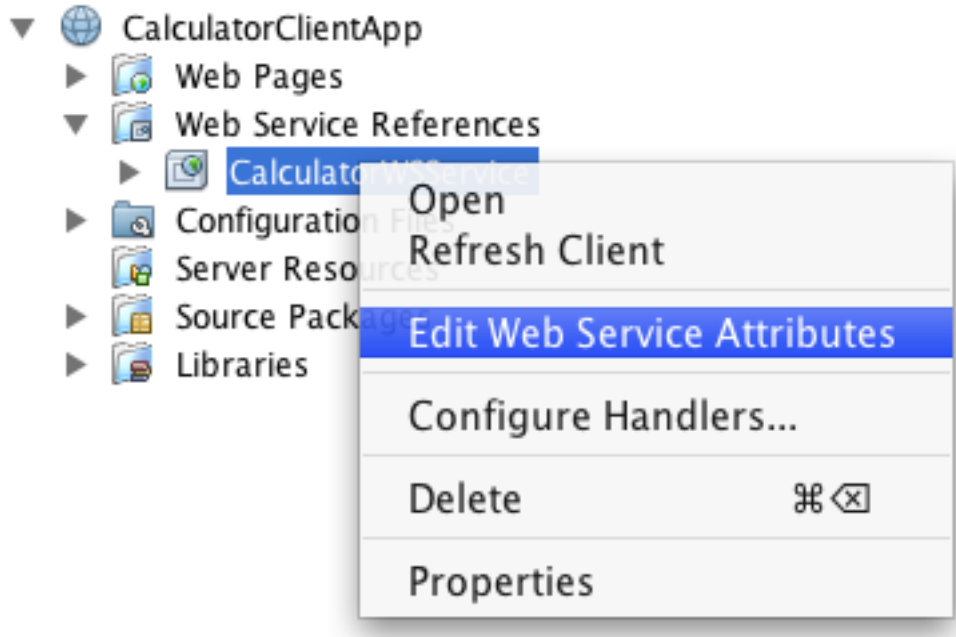 CalculatorClientApp
Web Pages
Web Service References
CalculatorWSService
Configuration Files
Server Resources
Source Packages
Libraries
Open
Refresh Client
Edit Web Service Attributes
Configure Handlers...
Delete ⌘⌫
Properties